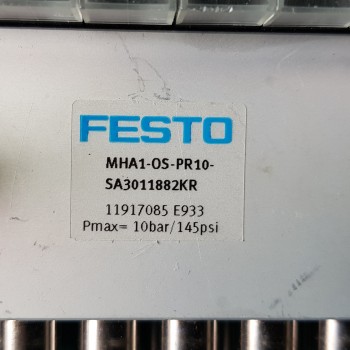 FESTO
MHA1-OS-PR10-
SA3011882KR
11917085 E933
Pmax= 10bar/145psi